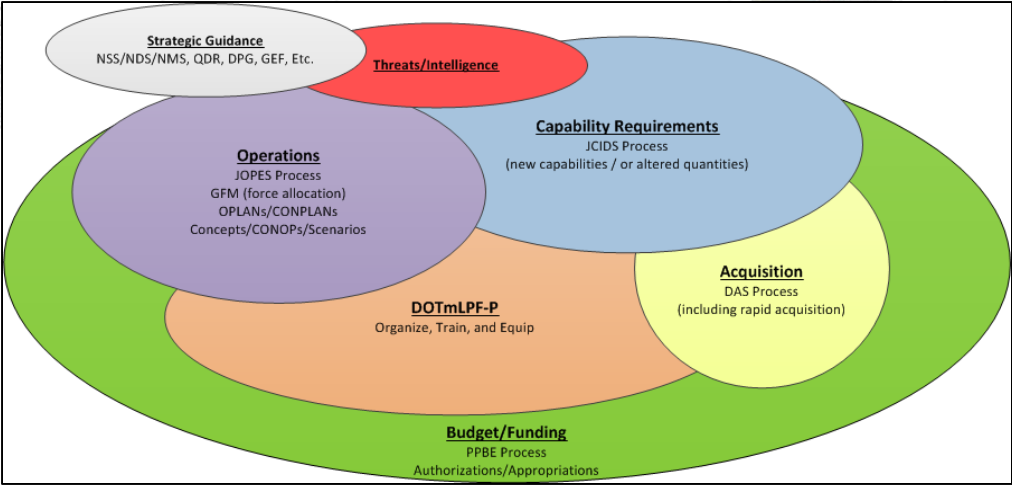 Strategic Guidance
NSS/NDS/NMS, QDR, DPG, GEF, Etc.
Threats/Intelligence
Capability Requirements
JCIDS Process
(new capabilities / or altered quantities)
Operations
JOPES Process
GFM (force allocation)
OPLANs/CONPLANs
Concepts/CONOPs/Scenarios
Acquisition
DAS Process
(including rapid acquisition)
DOTmLPF-P
Organize, Train, and Equip
Budget/Funding
PPBE Process
Authorizations/Appropriations